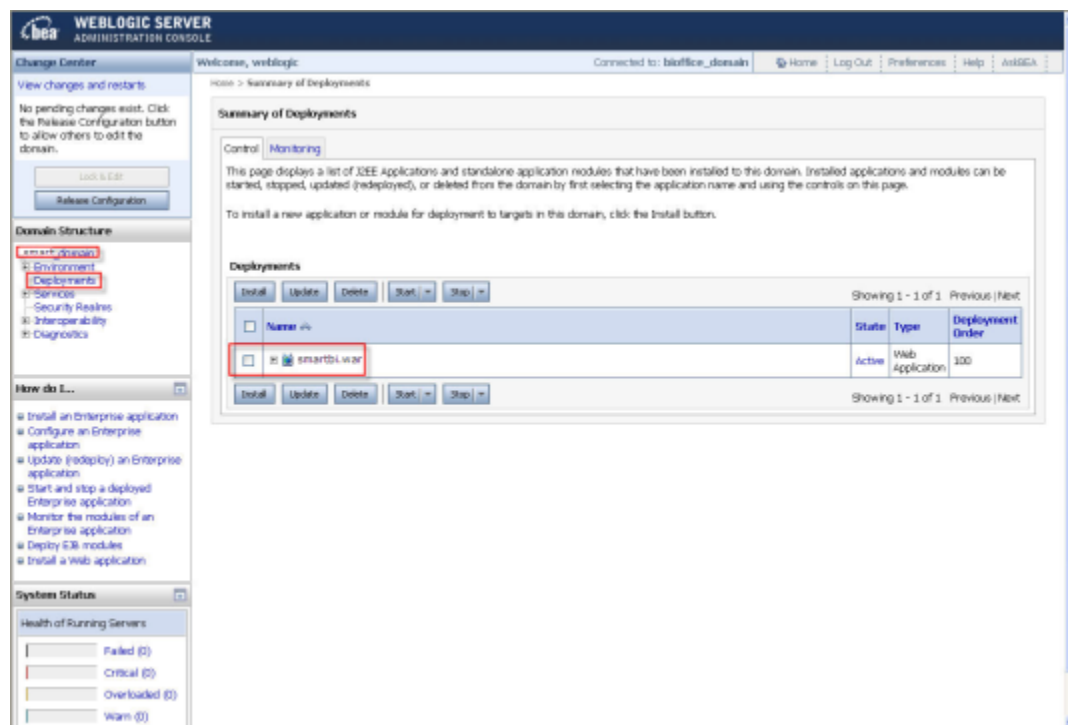 bea WEBLOGIC SERVER
ADMINISTRATION CONSOLE
Change Center
View changes and restarts
No pending changes exist. Click
the Release Configuration button
to allow others to edit the
domain.
Lock & Edit
Release Configuration
Domain Structure
smart_domain
Environment
Deployments
Services
Security Realms
Interoperability
Diagnostics
How do I...
Install an Enterprise application
Configure an Enterprise
application
Update (redeploy) an Enterprise
application
Start and stop a deployed
Enterprise application
Monitor the modules of an
Enterprise application
Deploy EJB modules
Install a Web application
System Status
Health of Running Servers
Failed (0)
Critical (0)
Overloaded (0)
Warn (0)
Welcome, weblogic
Connected to: bioffice_domain
Home Log Out Preferences Help AskBEA
Home > Summary of Deployments
Summary of Deployments
Control Monitoring
This page displays a list of J2EE Applications and standalone application modules that have been installed to this domain. Installed applications and modules can be
started, stopped, updated (redeployed), or deleted from the domain by first selecting the application name and using the controls on this page.
To install a new application or module for deployment to targets in this domain, click the Install button.
Deployments
Install Update Delete Start Stop
Showing 1 - 1 of 1 Previous | Next
Name State Type Deployment
Order
smartbi.war Active Web
Application 100
Install Update Delete Start Stop
Showing 1 - 1 of 1 Previous | Next